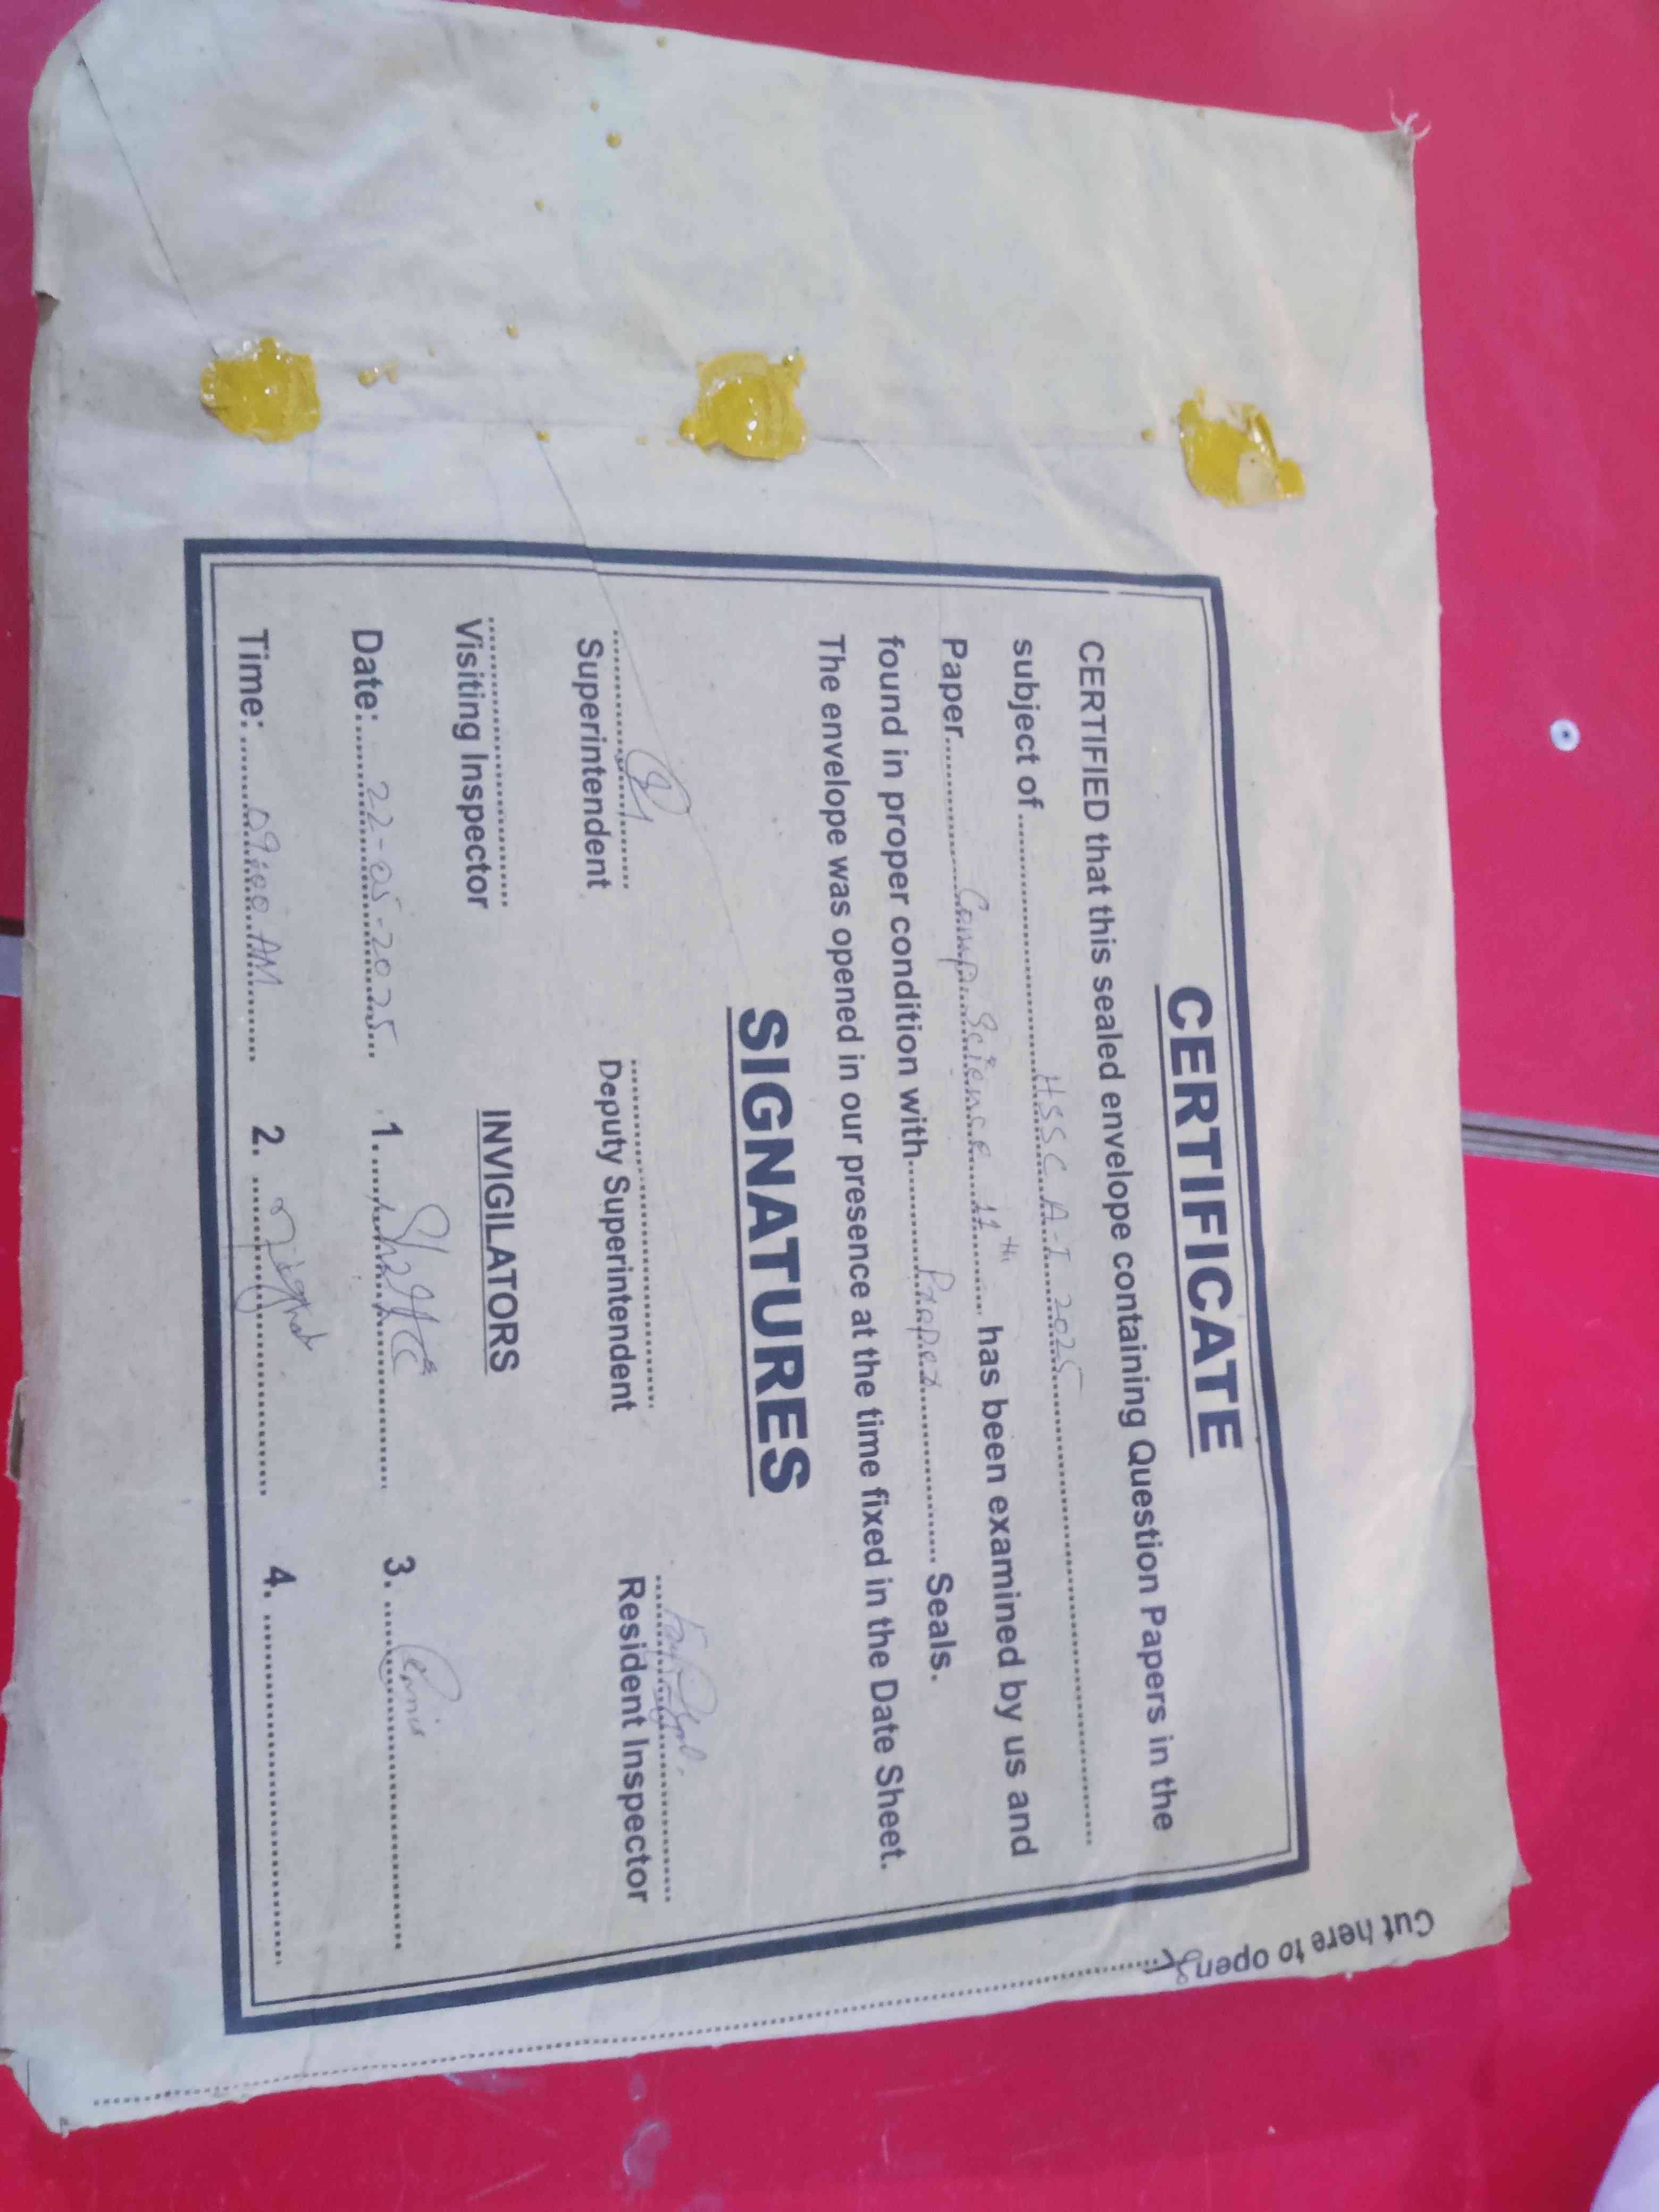 CERTIFICATE
CERTIFIED that this sealed envelope containing Question Papers in the
subject of ........ HSSC A-I 2025 ........
Paper ........ Comp. Science 11th ........ has been examined by us and
found in proper condition with ........ Proper ........ Seals.
The envelope was opened in our presence at the time fixed in the Date Sheet.
SIGNATURES
Superintendent Deputy Superintendent Resident Inspector
Visiting Inspector INVIGILATORS
Date: 22-05-2025 1. 3.
Time: 09:00 AM 2. 4.
Cut here to open